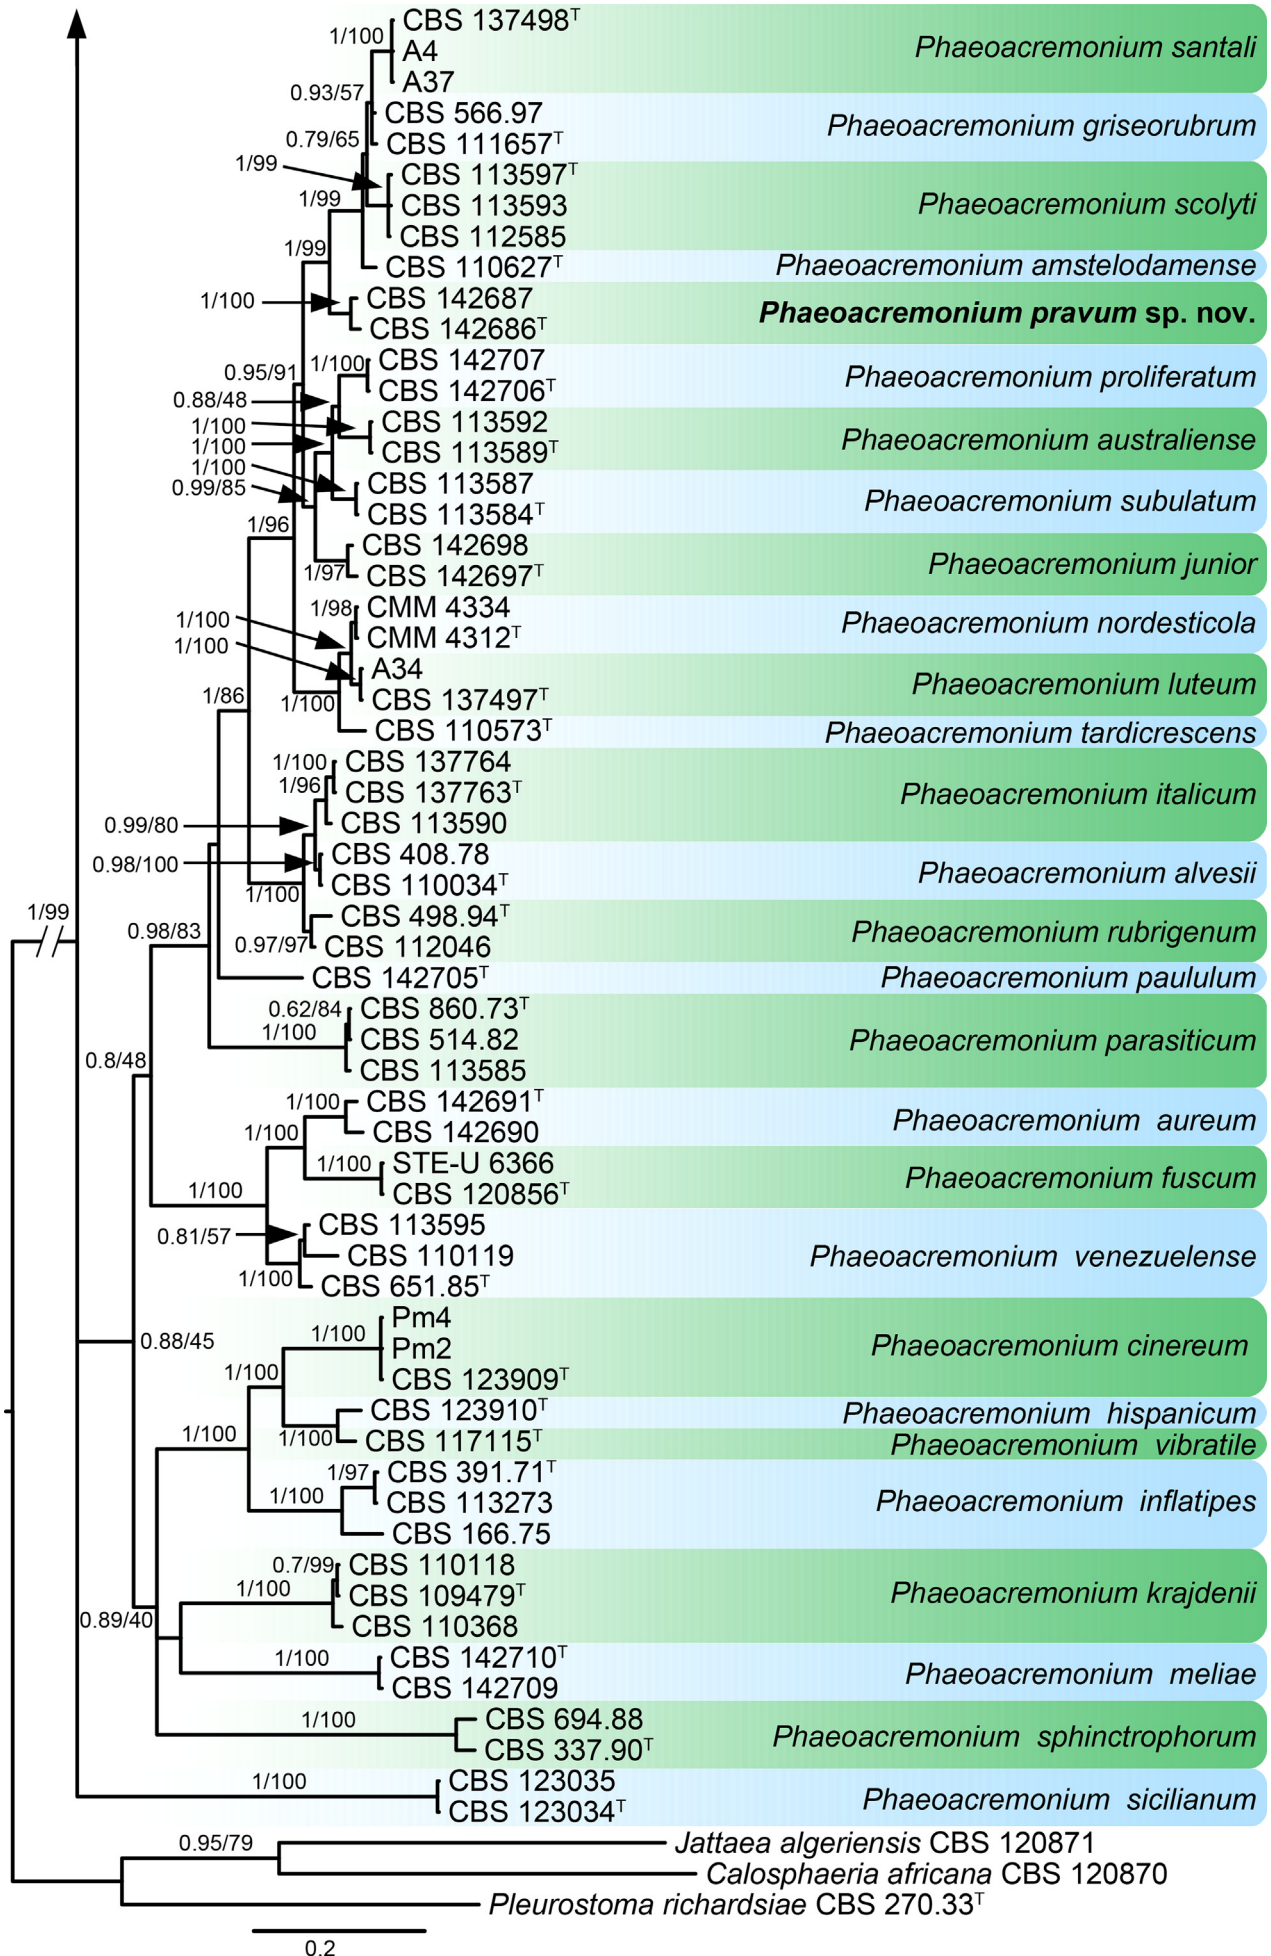 CBS 137498ᵀ
1/100
A4
Phaeoacremonium santali
A37
0.93/57
CBS 566.97
Phaeoacremonium griseorubrum
0.79/65
CBS 111657ᵀ
1/99
CBS 113597ᵀ
1/99
CBS 113593
Phaeoacremonium scolyti
CBS 112585
1/99
CBS 110627ᵀ
Phaeoacremonium amstelodamense
1/100
CBS 142687
Phaeoacremonium pravum sp. nov.
CBS 142686ᵀ
1/100
CBS 142707
0.95/91
Phaeoacremonium proliferatum
CBS 142706ᵀ
0.88/48
1/100
CBS 113592
Phaeoacremonium australiense
1/100
CBS 113589ᵀ
1/100
CBS 113587
0.99/85
Phaeoacremonium subulatum
CBS 113584ᵀ
1/96
CBS 142698
Phaeoacremonium junior
1/97
CBS 142697ᵀ
1/98
CMM 4334
1/100
Phaeoacremonium nordesticola
CMM 4312ᵀ
1/100
A34
Phaeoacremonium luteum
1/86
1/100
CBS 137497ᵀ
CBS 110573ᵀ
Phaeoacremonium tardicrescens
1/100
CBS 137764
1/96
CBS 137763ᵀ
Phaeoacremonium italicum
0.99/80
CBS 113590
0.98/100
CBS 408.78
Phaeoacremonium alvesii
1/100
CBS 110034ᵀ
1/99
CBS 498.94ᵀ
0.98/83
Phaeoacremonium rubrigenum
0.97/97
CBS 112046
CBS 142705ᵀ
Phaeoacremonium paululum
0.62/84
CBS 860.73ᵀ
1/100
CBS 514.82
Phaeoacremonium parasiticum
0.8/48
CBS 113585
1/100
CBS 142691ᵀ
1/100
Phaeoacremonium aureum
CBS 142690
1/100
STE-U 6366
Phaeoacremonium fuscum
1/100
CBS 120856ᵀ
0.81/57
CBS 113595
CBS 110119
Phaeoacremonium venezuelense
1/100
CBS 651.85ᵀ
Pm4
1/100
0.88/45
Pm2
Phaeoacremonium cinereum
1/100
CBS 123909ᵀ
CBS 123910ᵀ
Phaeoacremonium hispanicum
1/100
1/100
CBS 117115ᵀ
Phaeoacremonium vibratile
1/97
CBS 391.71ᵀ
1/100
CBS 113273
Phaeoacremonium inflatipes
CBS 166.75
0.7/99
CBS 110118
1/100
CBS 109479ᵀ
Phaeoacremonium krajdenii
0.89/40
CBS 110368
1/100
CBS 142710ᵀ
Phaeoacremonium meliae
CBS 142709
1/100
CBS 694.88
Phaeoacremonium sphinctrophorum
CBS 337.90ᵀ
1/100
CBS 123035
Phaeoacremonium sicilianum
CBS 123034ᵀ
0.95/79
Jattaea algeriensis CBS 120871
Calosphaeria africana CBS 120870
Pleurostoma richardsiae CBS 270.33ᵀ
0.2